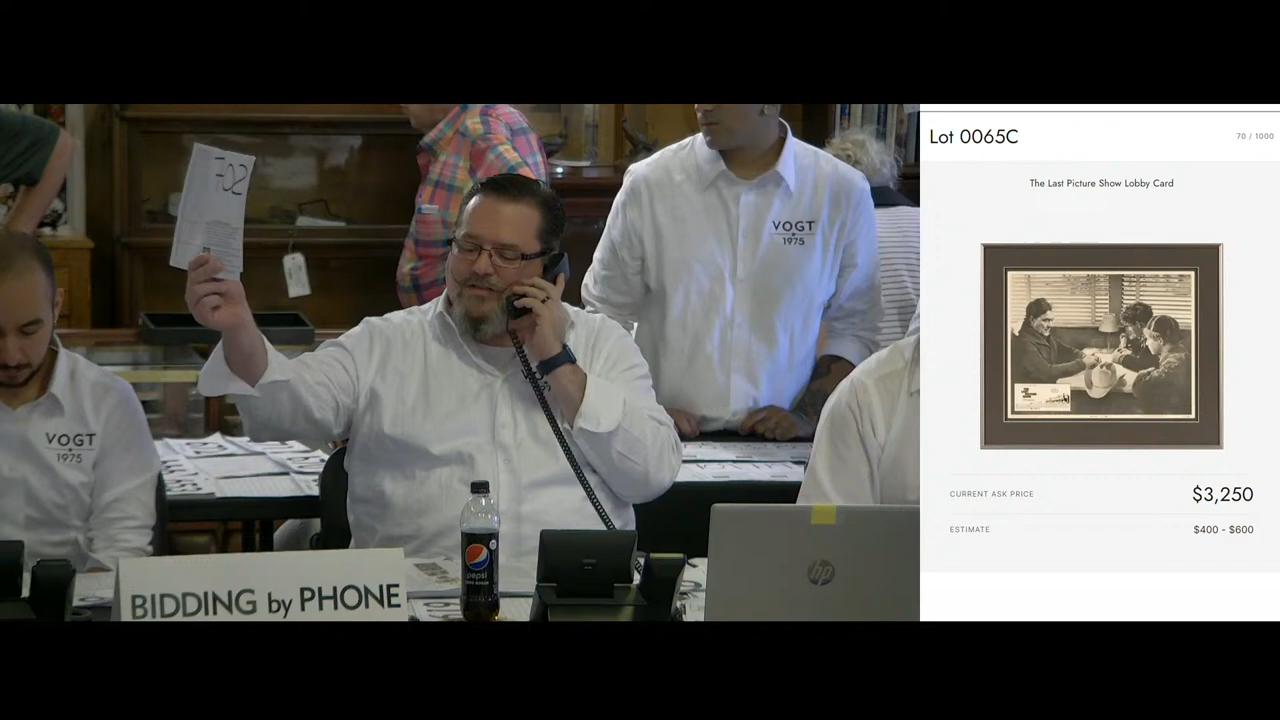 702
VOGT
1975
VOGT
1975
BIDDING by PHONE
pepsi
hp
Lot 0065C
70 / 1000
The Last Picture Show Lobby Card
CURRENT ASK PRICE
$3,250
ESTIMATE
$400 - $600